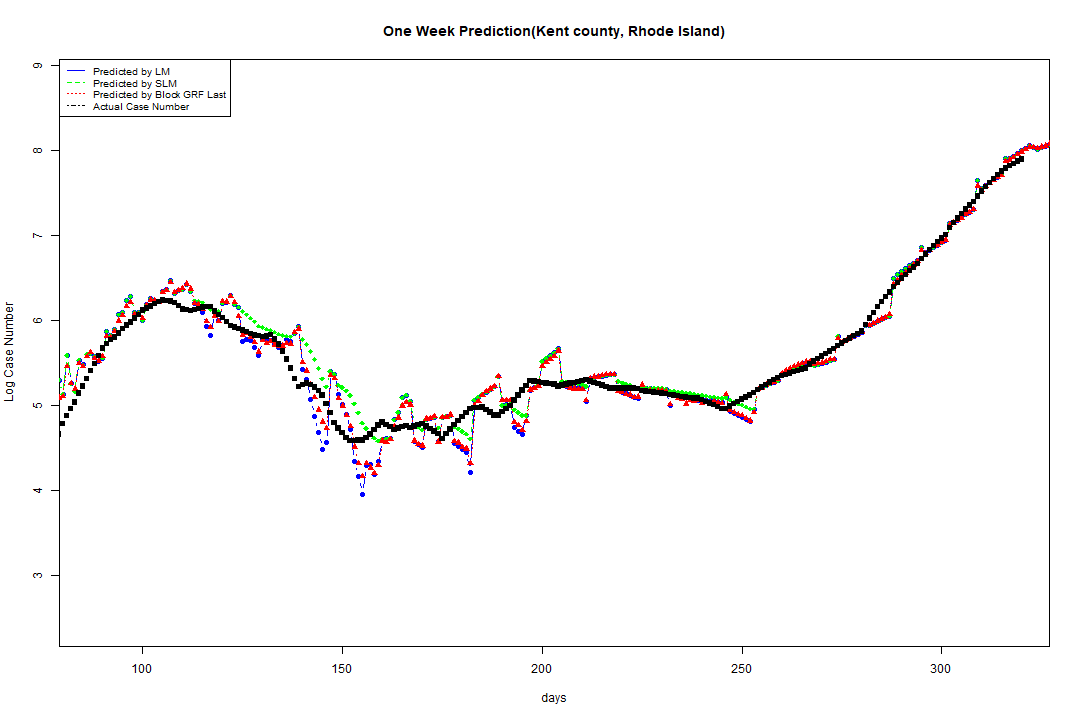 One Week Prediction(Kent county, Rhode Island)
Predicted by LM
Predicted by SLM
Predicted by Block GRF Last
Actual Case Number
9
8
7
6
5
4
3
Log Case Number
100 150 200 250 300
days